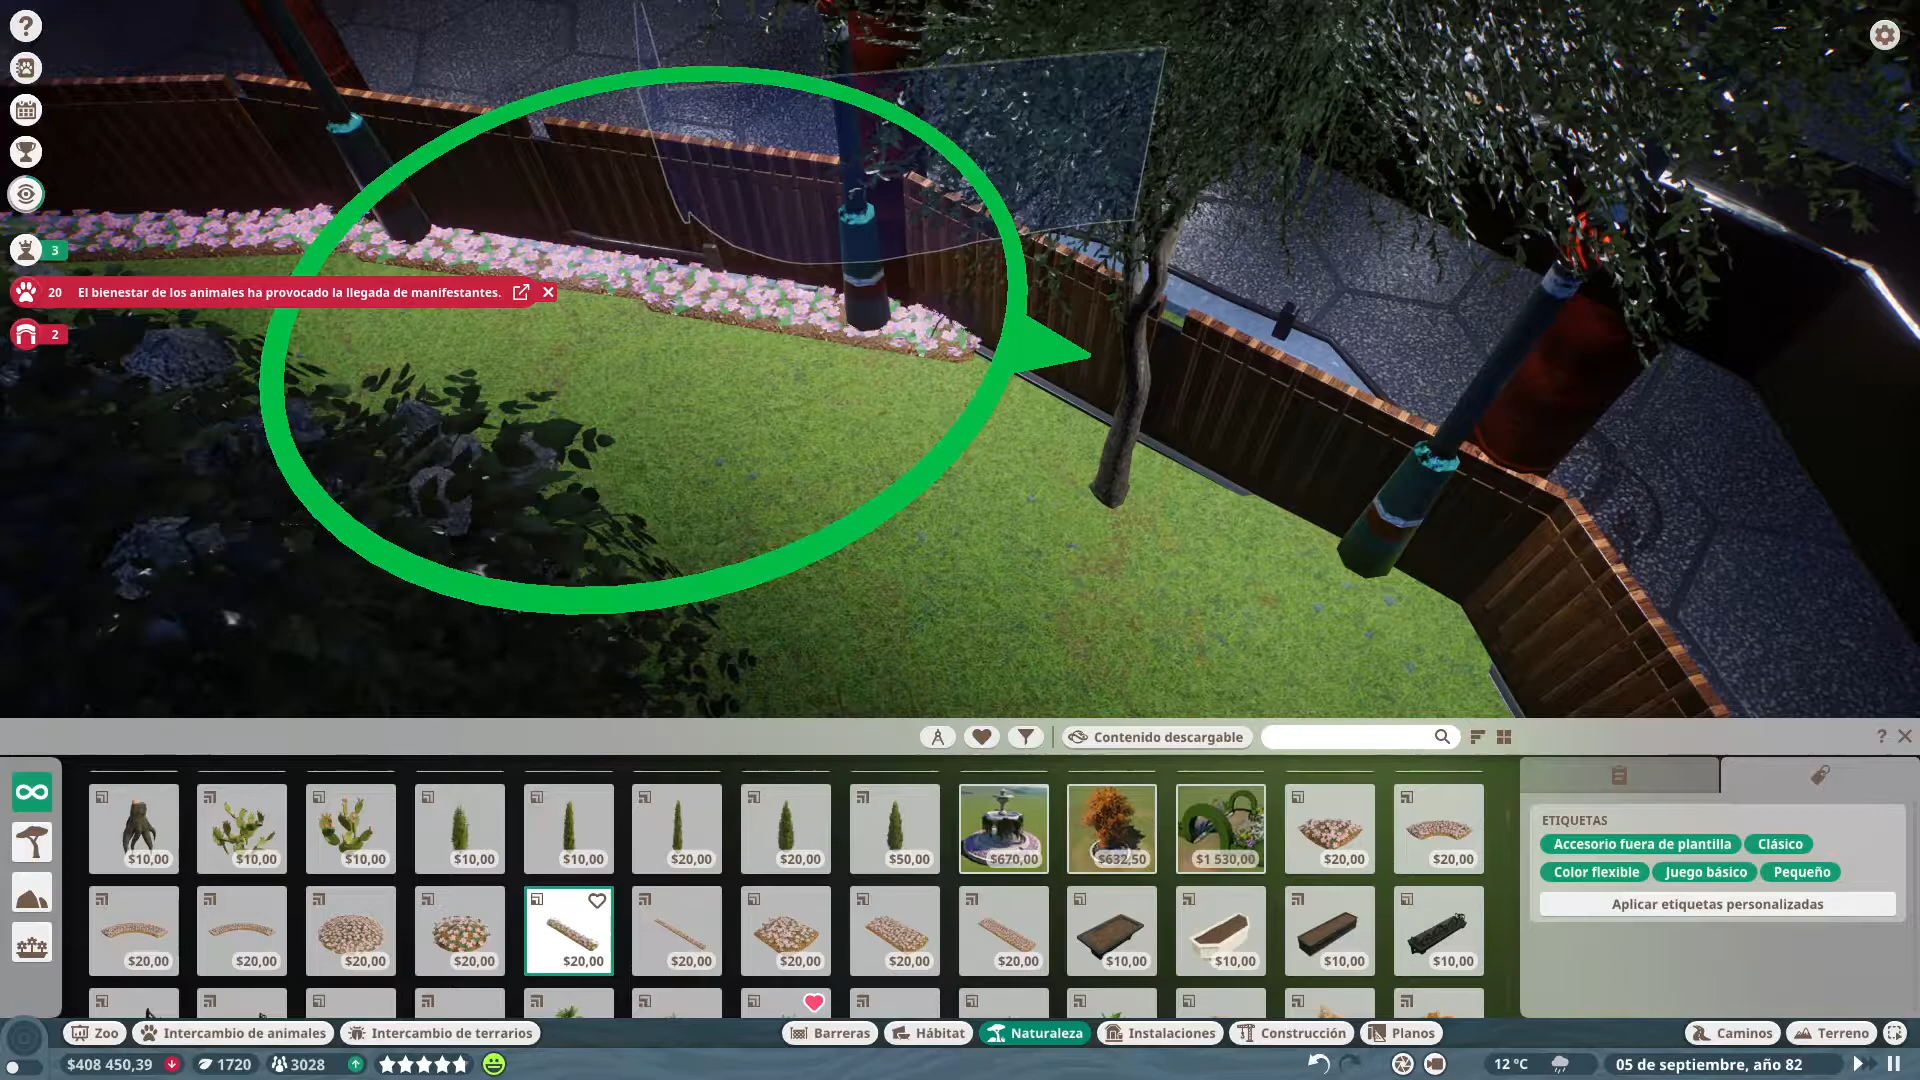 ?
3
20 El bienestar de los animales ha provocado la llegada de manifestantes.
2
Contenido descargable
?
$10,00 $10,00 $10,00 $10,00 $10,00 $20,00 $20,00 $50,00 $670,00 $632,50 $1 530,00 $20,00 $20,00
$20,00 $20,00 $20,00 $20,00 $20,00 $20,00 $20,00 $20,00 $20,00 $10,00 $10,00 $10,00 $10,00
ETIQUETAS
Accesorio fuera de plantilla Clásico
Color flexible Juego básico Pequeño
Aplicar etiquetas personalizadas
Zoo Intercambio de animales Intercambio de terrarios Barreras Hábitat Naturaleza Instalaciones Construcción Planos Caminos Terreno
$408 450,39 1720 3028 12 °C 05 de septiembre, año 82